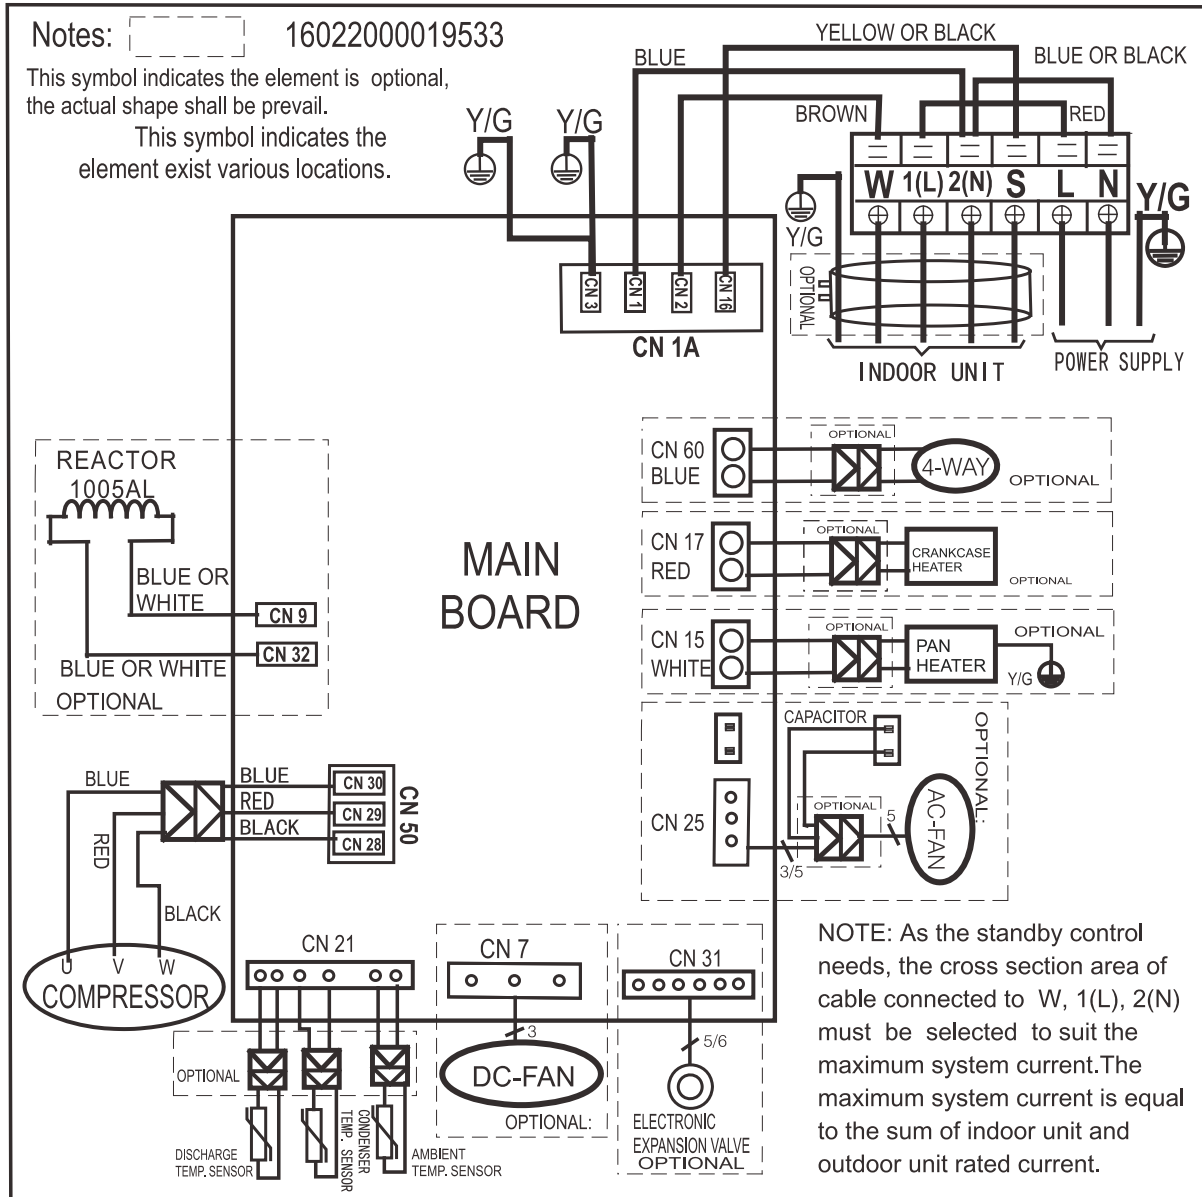 Notes:
16022000019533
This symbol indicates the element is optional,
the actual shape shall be prevail.
This symbol indicates the
element exist various locations.
Y/G
Y/G
BLUE
YELLOW OR BLACK
BLUE OR BLACK
BROWN
RED
W 1(L) 2(N) S L N
Y/G
Y/G
OPTIONAL
INDOOR UNIT
POWER SUPPLY
CN 3
CN 1
CN 2
CN 16
CN 1A
MAIN
BOARD
REACTOR
1005AL
BLUE OR
WHITE
CN 9
CN 32
BLUE OR WHITE
OPTIONAL
CN 60
BLUE
OPTIONAL
4-WAY
OPTIONAL
CN 17
RED
OPTIONAL
CRANKCASE
HEATER
OPTIONAL
CN 15
WHITE
OPTIONAL
PAN
HEATER
OPTIONAL
Y/G
CAPACITOR
OPTIONAL:
CN 25
OPTIONAL
3/5
5
AC-FAN
BLUE
RED
BLACK
BLUE
RED
BLACK
CN 30
CN 29
CN 28
CN 50
U V W
COMPRESSOR
CN 21
OPTIONAL
DISCHARGE
TEMP. SENSOR
CONDENSER
TEMP. SENSOR
AMBIENT
TEMP. SENSOR
CN 7
3
DC-FAN
OPTIONAL:
CN 31
5/6
ELECTRONIC
EXPANSION VALVE
OPTIONAL
NOTE: As the standby control
needs, the cross section area of
cable connected to W, 1(L), 2(N)
must be selected to suit the
maximum system current.The
maximum system current is equal
to the sum of indoor unit and
outdoor unit rated current.